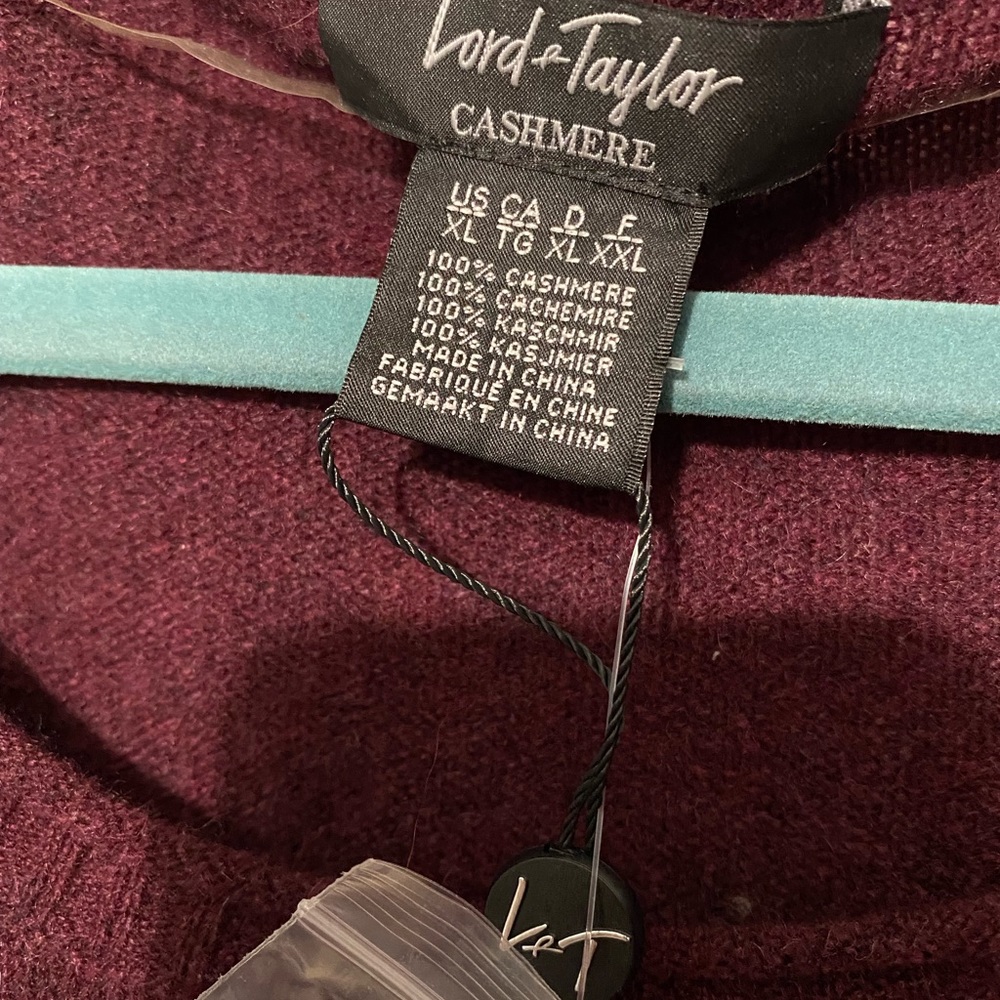 Lord & Taylor
CASHMERE
US CA D F
XL TG XL XXL
100% CASHMERE
100% CACHEMIRE
100% KASCHMIR
100% KASJMIER
MADE IN CHINA
FABRIQUÉ EN CHINE
GEMAAKT IN CHINA
L&T